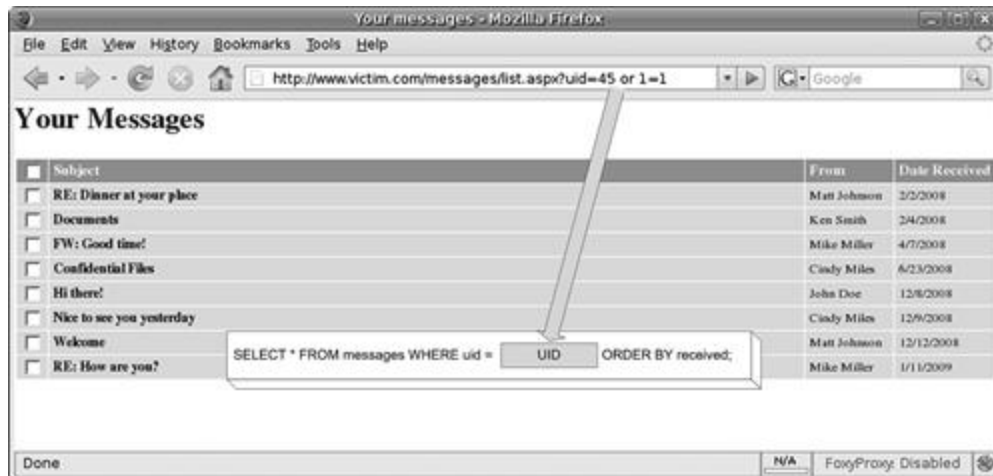 Your messages - Mozilla Firefox
File Edit View History Bookmarks Tools Help
http://www.victim.com/messages/list.aspx?uid=45 or 1=1 G Google
Your Messages
Subject From Date Received
RE: Dinner at your place Matt Johnson 2/2/2008
Documents Ken Smith 2/4/2008
FW: Good time! Mike Miller 4/7/2008
Confidential Files Cindy Miles 6/23/2008
Hi there! John Doe 12/8/2008
Nice to see you yesterday Cindy Miles 12/9/2008
Welcome Matt Johnson 12/12/2008
RE: How are you? Mike Miller 1/11/2009
SELECT * FROM messages WHERE uid = UID ORDER BY received;
Done N/A FoxyProxy: Disabled